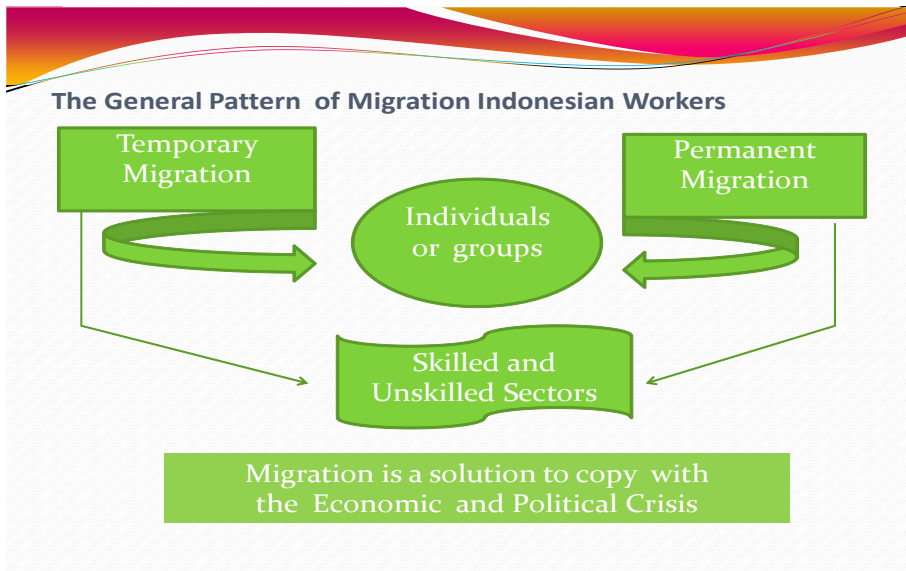 The General Pattern of Migration Indonesian Workers
Temporary
Migration
Permanent
Migration
Individuals
or groups
Skilled and
Unskilled Sectors
Migration is a solution to copy with
the Economic and Political Crisis